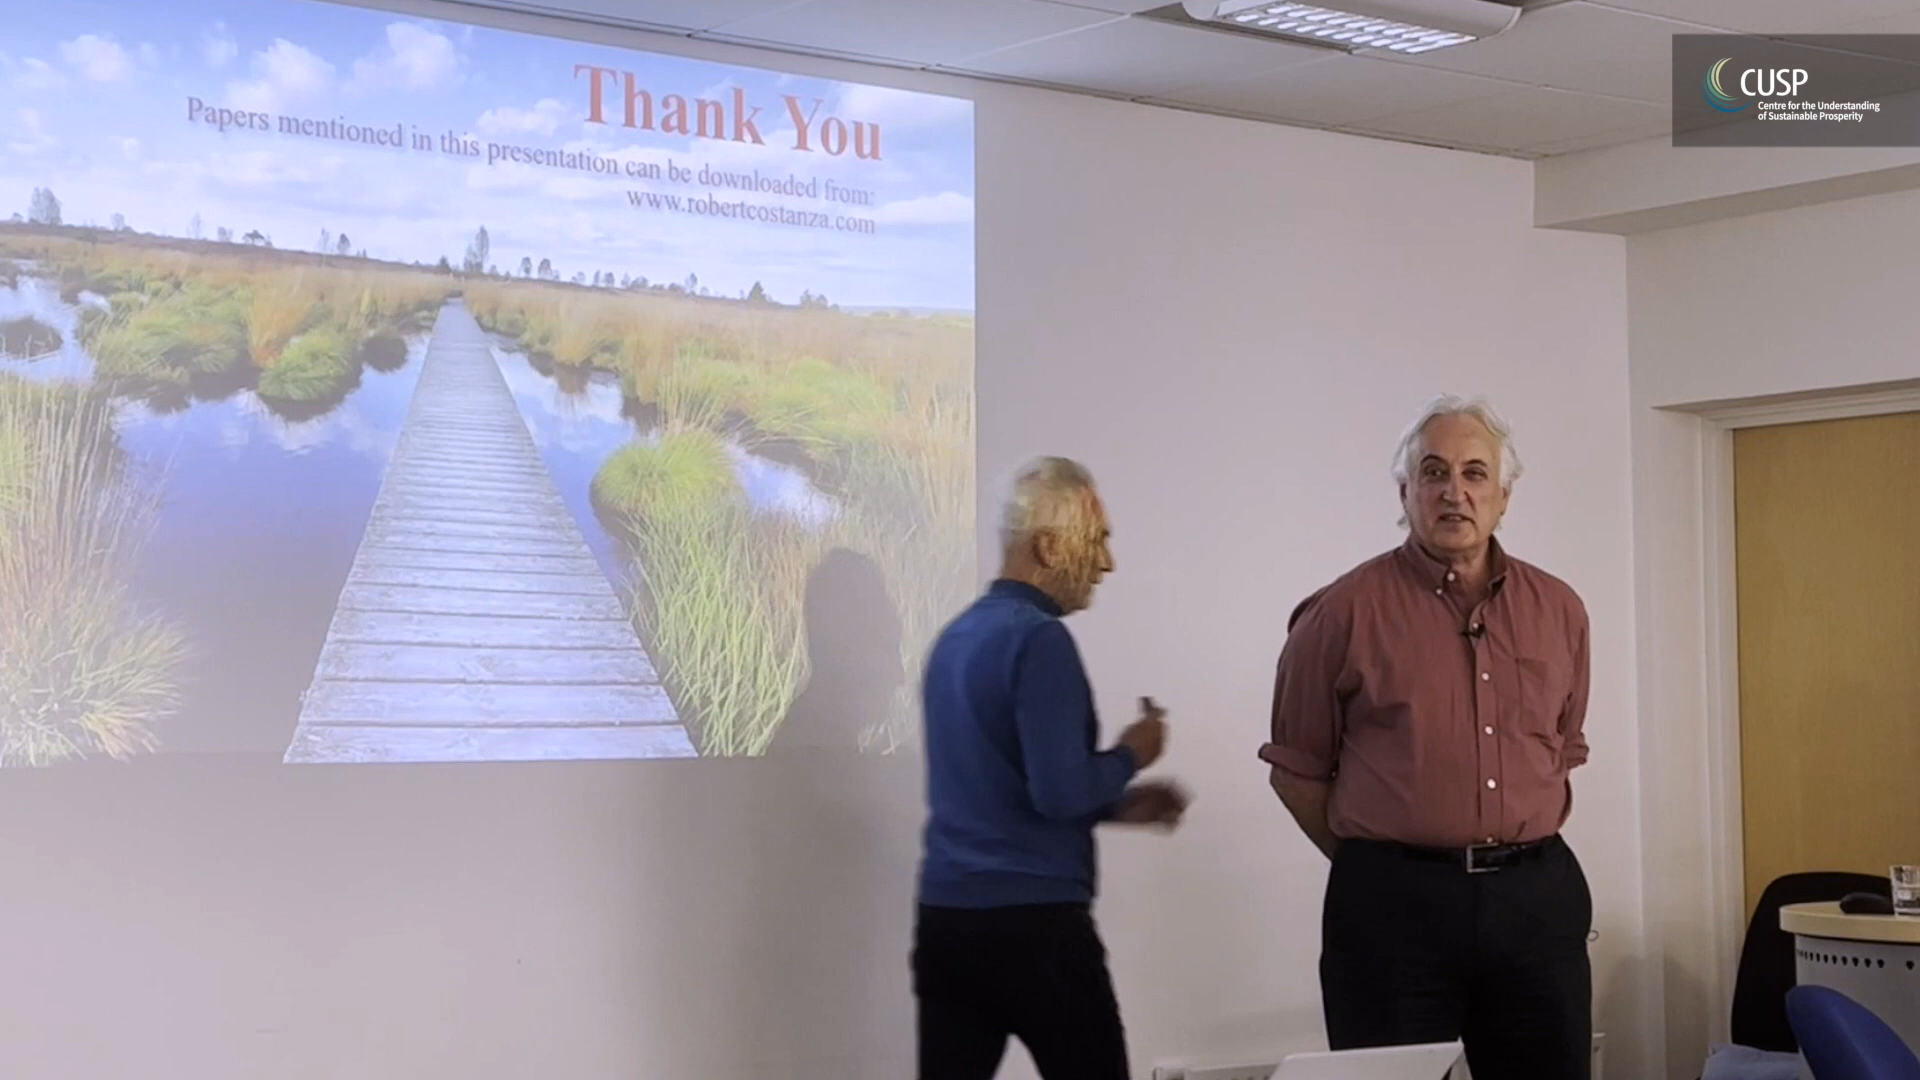 Thank You
Papers mentioned in this presentation can be downloaded from:
www.robertcostanza.com
CUSP
Centre for the Understanding
of Sustainable Prosperity